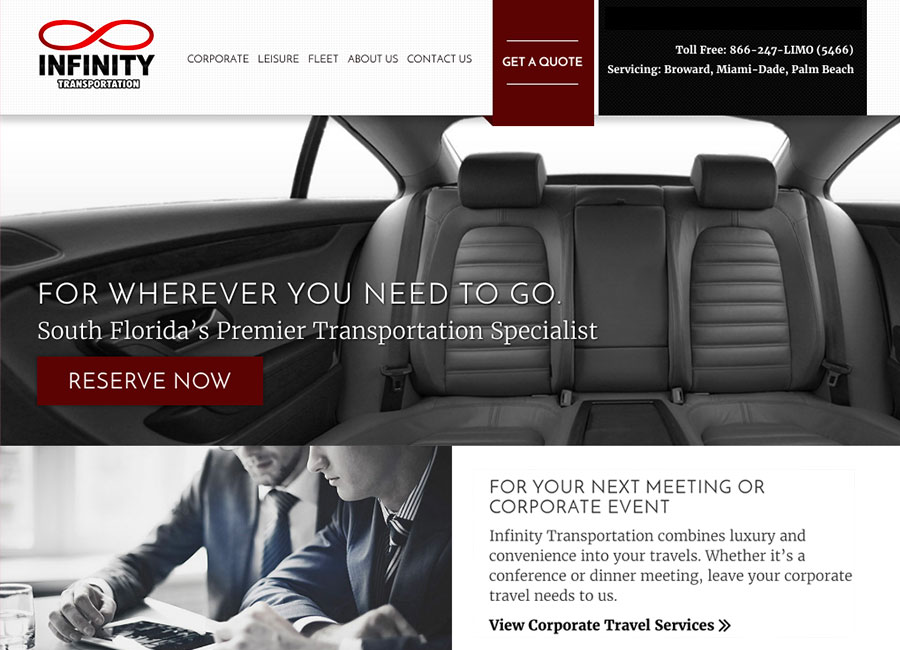 INFINITY
TRANSPORTATION
CORPORATE LEISURE FLEET ABOUT US CONTACT US
GET A QUOTE
Toll Free: 866-247-LIMO (5466)
Servicing: Broward, Miami-Dade, Palm Beach
FOR WHEREVER YOU NEED TO GO.
South Florida's Premier Transportation Specialist
RESERVE NOW
FOR YOUR NEXT MEETING OR
CORPORATE EVENT
Infinity Transportation combines luxury and
convenience into your travels. Whether it's a
conference or dinner meeting, leave your corporate
travel needs to us.
View Corporate Travel Services »